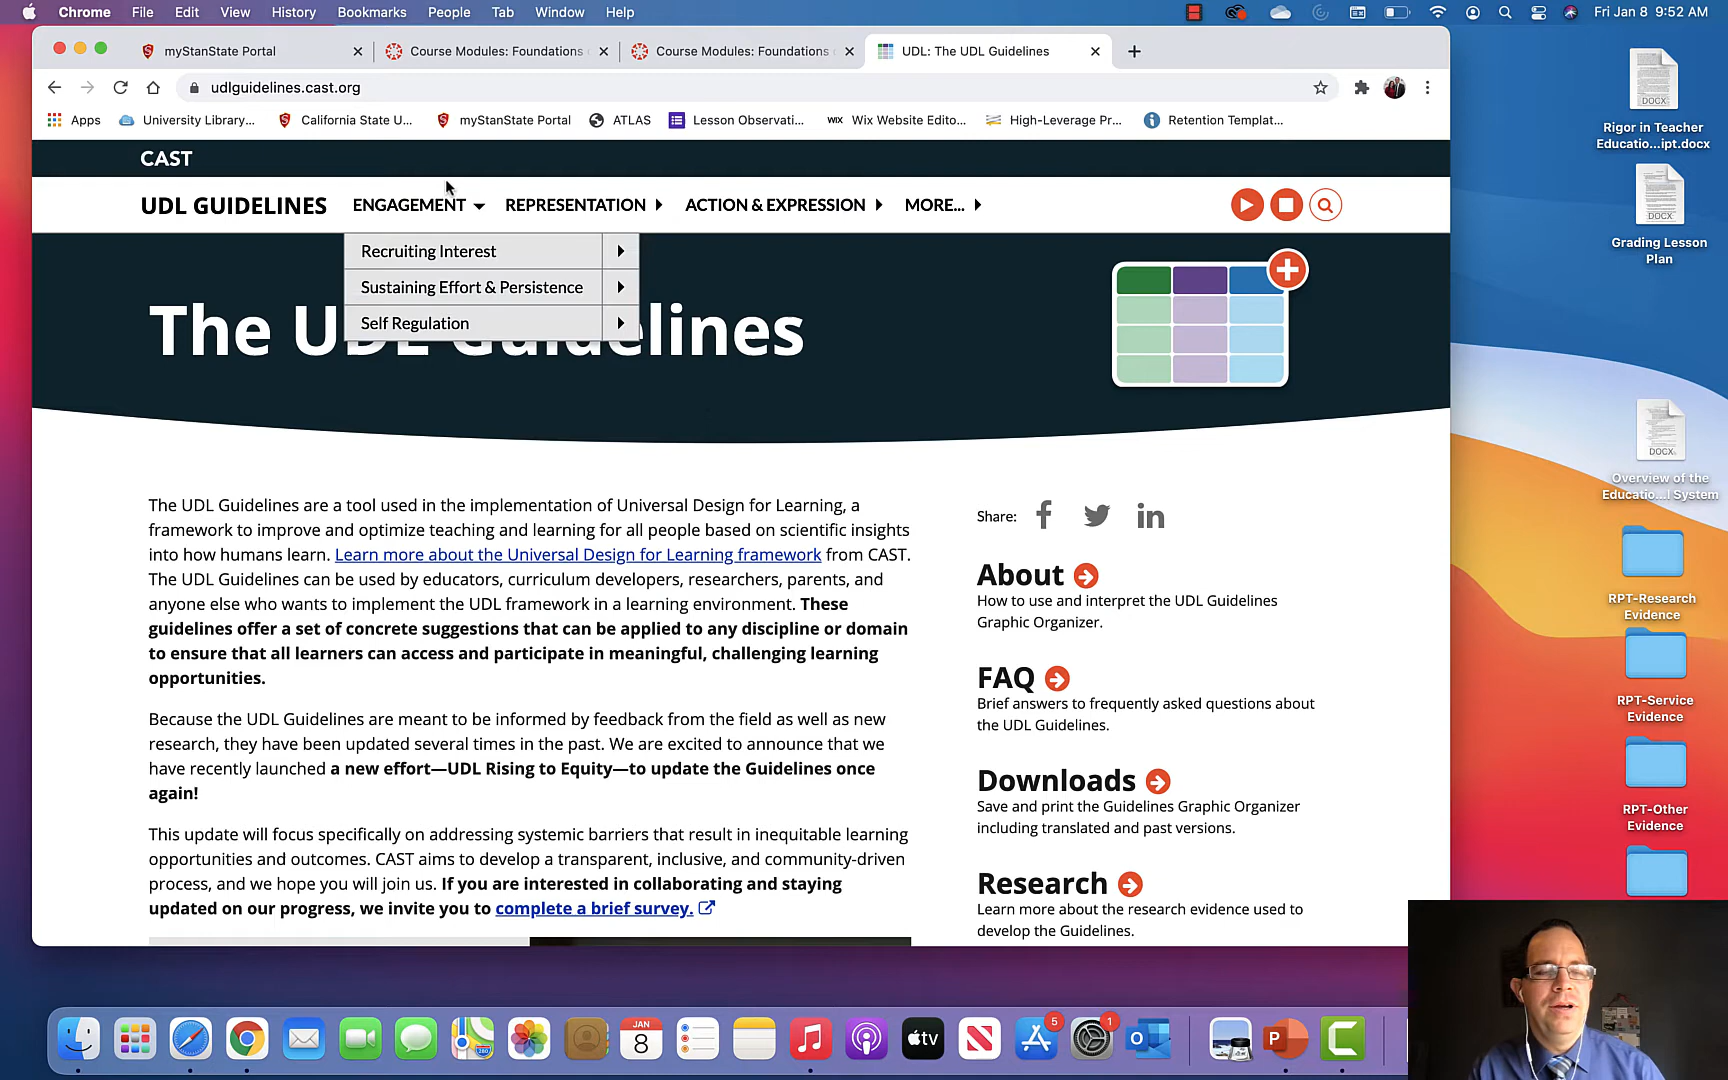 Chrome File Edit View History Bookmarks People Tab Window Help Fri Jan 8 9:52 AM
myStanState Portal Course Modules: Foundations Course Modules: Foundations UDL: The UDL Guidelines
udlguidelines.cast.org
Apps University Library... California State U... myStanState Portal ATLAS Lesson Observati... WIX Wix Website Edito... High-Leverage Pr... Retention Templat...
CAST
UDL GUIDELINES ENGAGEMENT REPRESENTATION ACTION & EXPRESSION MORE...
Recruiting Interest
Sustaining Effort & Persistence
Self Regulation
The UDL Guidelines
The UDL Guidelines are a tool used in the implementation of Universal Design for Learning, a
framework to improve and optimize teaching and learning for all people based on scientific insights
into how humans learn. Learn more about the Universal Design for Learning framework from CAST.
The UDL Guidelines can be used by educators, curriculum developers, researchers, parents, and
anyone else who wants to implement the UDL framework in a learning environment. These
guidelines offer a set of concrete suggestions that can be applied to any discipline or domain
to ensure that all learners can access and participate in meaningful, challenging learning
opportunities.
Because the UDL Guidelines are meant to be informed by feedback from the field as well as new
research, they have been updated several times in the past. We are excited to announce that we
have recently launched a new effort—UDL Rising to Equity—to update the Guidelines once
again!
This update will focus specifically on addressing systemic barriers that result in inequitable learning
opportunities and outcomes. CAST aims to develop a transparent, inclusive, and community-driven
process, and we hope you will join us. If you are interested in collaborating and staying
updated on our progress, we invite you to complete a brief survey.
Share:
About
How to use and interpret the UDL Guidelines
Graphic Organizer.
FAQ
Brief answers to frequently asked questions about
the UDL Guidelines.
Downloads
Save and print the Guidelines Graphic Organizer
including translated and past versions.
Research
Learn more about the research evidence used to
develop the Guidelines.
DOCX
Rigor in Teacher
Educatio...ipt.docx
DOCX
Grading Lesson
Plan
DOCX
Overview of the
Educatio...l System
RPT-Research
Evidence
RPT-Service
Evidence
RPT-Other
Evidence
JAN
8
280
tv
5
1